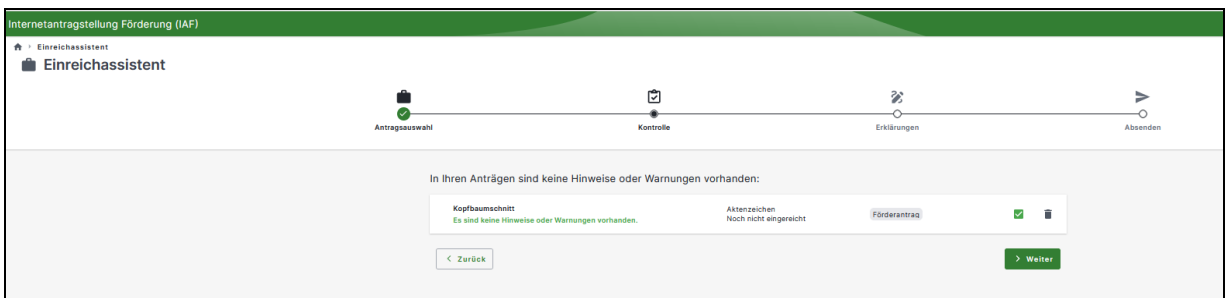 Internetantragstellung Förderung (IAF)
Einreichassistent
Einreichassistent
Antragsauswahl
Kontrolle
Erklärungen
Absenden
In Ihren Anträgen sind keine Hinweise oder Warnungen vorhanden:
Kopfbaumschnitt
Es sind keine Hinweise oder Warnungen vorhanden.
Aktenzeichen
Noch nicht eingereicht
Förderantrag
Zurück
Weiter